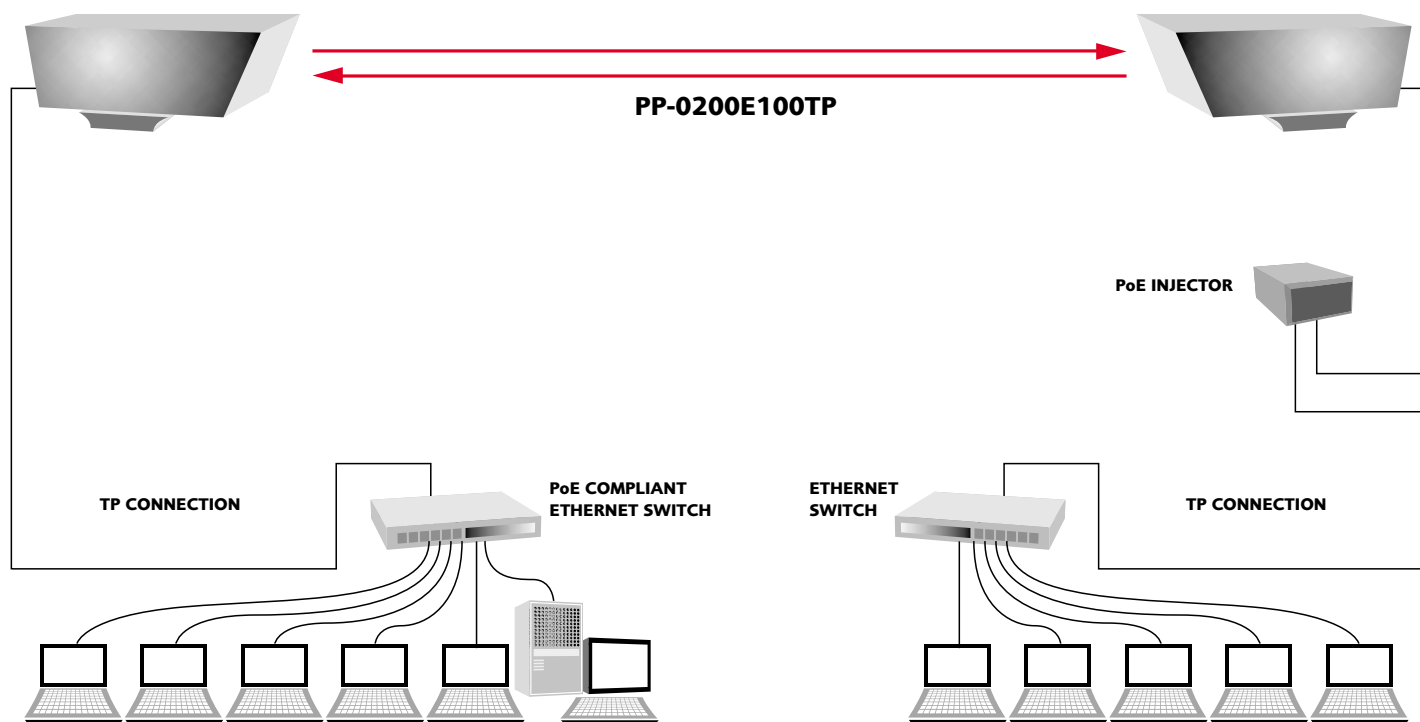 PP-0200E100TP
PoE INJECTOR
TP CONNECTION
PoE COMPLIANT
ETHERNET SWITCH
ETHERNET
SWITCH
TP CONNECTION